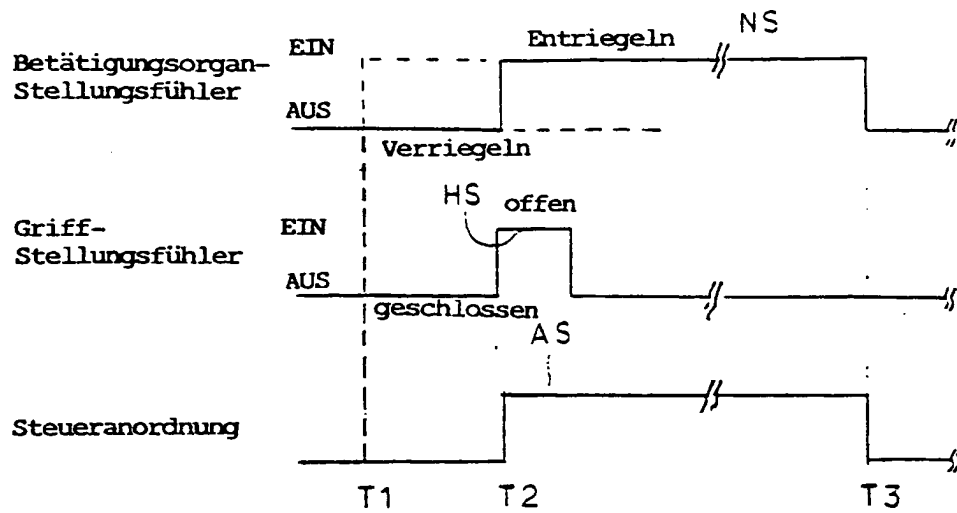 NS
EIN
Entriegeln
Betätigungsorgan-
Stellungsfühler
AUS
Verriegeln
HS
offen
Griff-
Stellungsfühler
EIN
AUS
geschlossen
AS
Steueranordnung
T1 T2 T3